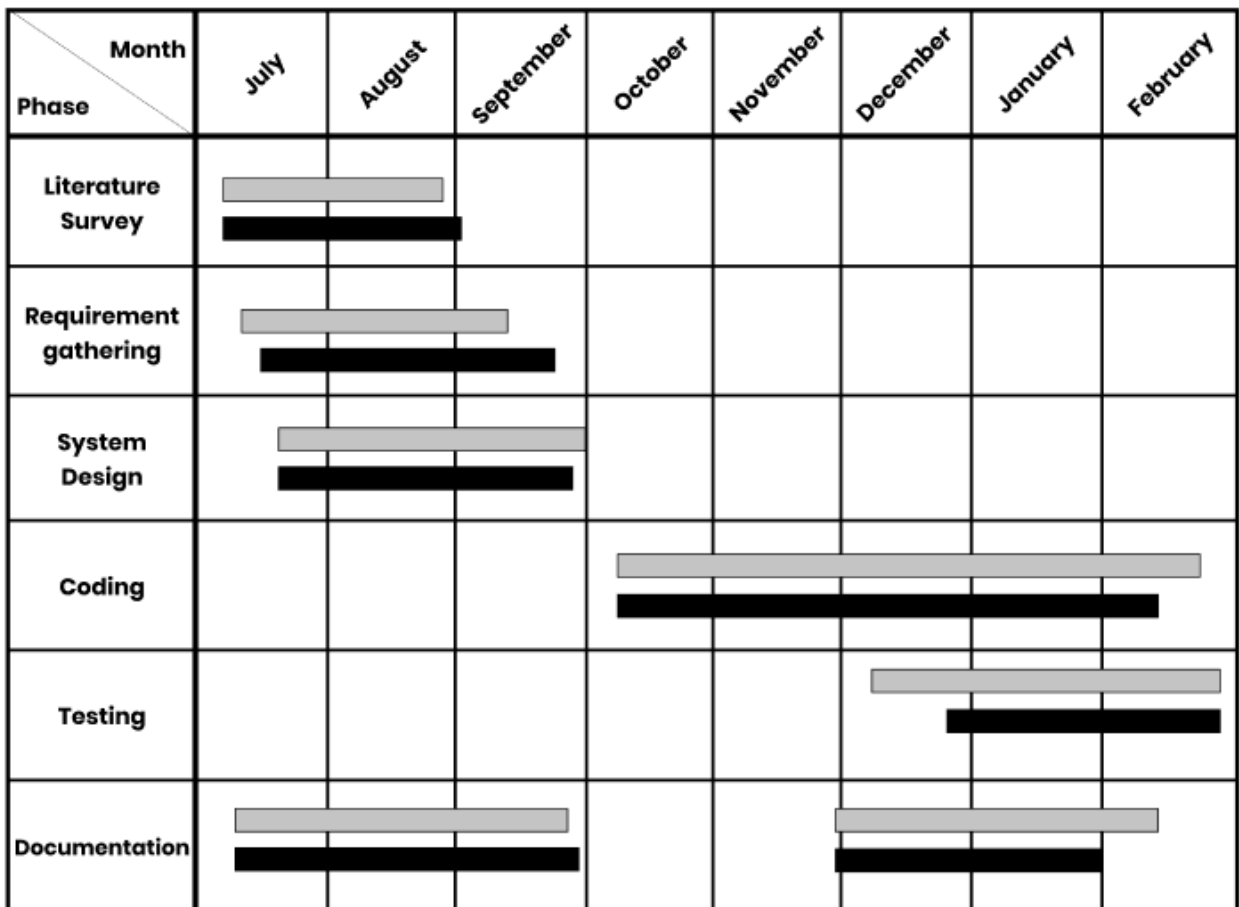 Month
Phase
July
August
September
October
November
December
January
February
Literature
Survey
Requirement
gathering
System
Design
Coding
Testing
Documentation